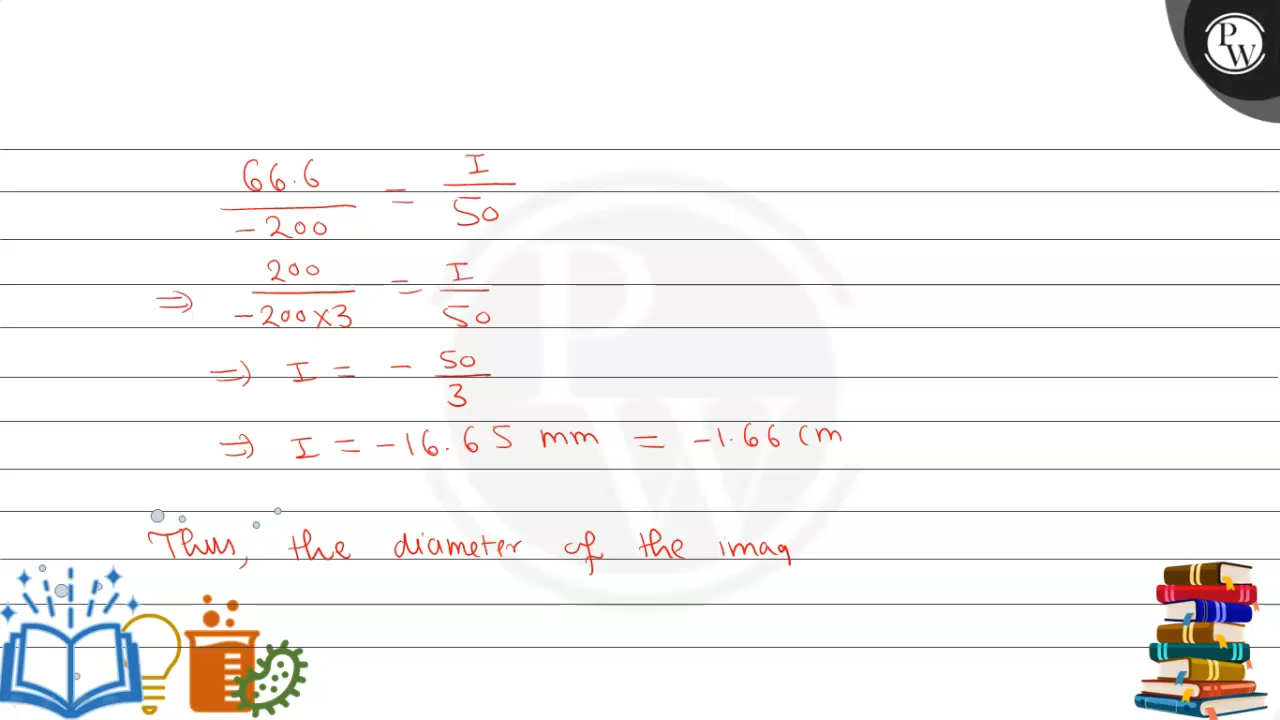 PW
66.6/-200 = I/50
⇒ 200/-200×3 = I/50
⇒ I = - 50/3
⇒ I = -16.65 mm = -1.66 cm
Thus, the diameter of the imag